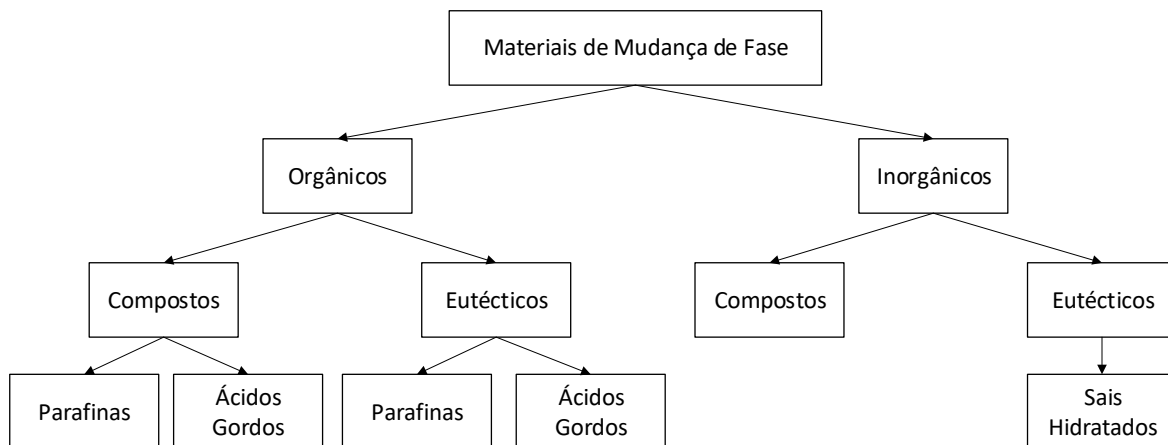 Materiais de Mudança de Fase
Orgânicos
Inorgânicos
Compostos
Eutécticos
Compostos
Eutécticos
Parafinas
Ácidos
Gordos
Parafinas
Ácidos
Gordos
Sais
Hidratados